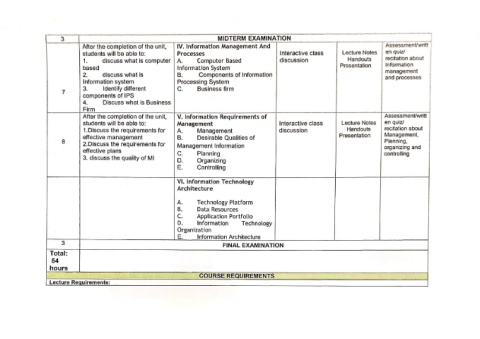 3 MIDTERM EXAMINATION
7
After the completion of the unit,
students will be able to:
1. discuss what is computer
based
2. discuss what is
Information system
3. Identify different
components of IPS
4. Discuss what is Business
Firm
IV. Information Management And
Processes
A. Computer Based
Information System
B. Components of Information
Processing System
C. Business firm
Interactive class
discussion
Lecture Notes
Handouts
Presentation
Assessment/writt
en quiz/
recitation about
information
management
and processes
8
After the completion of the unit,
students will be able to:
1.Discuss the requirements for
effective management
2.Discuss the requirements for
effective plans
3. discuss the quality of MI
V. Information Requirements of
Management
A. Management
B. Desirable Qualities of
Management Information
C. Planning
D. Organizing
E. Controlling
Interactive class
discussion
Lecture Notes
Handouts
Presentation
Assessment/writt
en quiz/
recitation about
Management,
Planning,
organizing and
controlling
VI. Information Technology
Architecture
A. Technology Platform
B. Data Resources
C. Application Portfolio
D. Information Technology
Organization
E. Information Architecture
3 FINAL EXAMINATION
Total:
54
hours
COURSE REQUIREMENTS
Lecture Requirements: